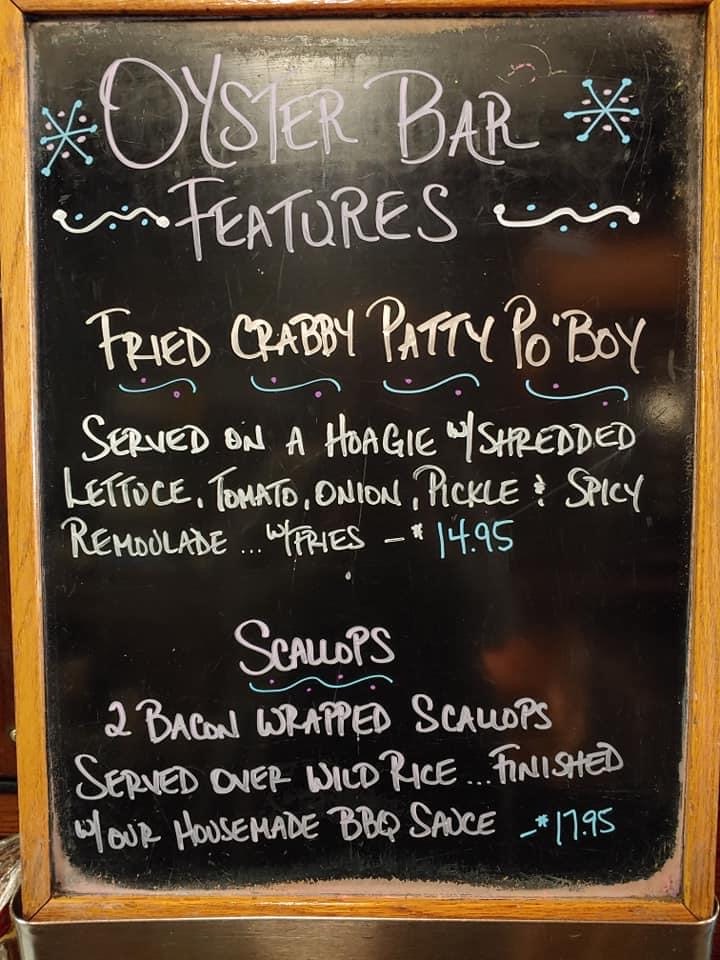 OYSTER BAR
FEATURES
FRIED CRABBY PATTY PO'BOY
SERVED ON A HOAGIE W/ SHREDDED
LETTUCE, TOMATO, ONION, PICKLE & SPICY
REMOULADE ... W/ FRIES - $14.95
SCALLOPS
2 BACON WRAPPED SCALLOPS
SERVED OVER WILD RICE ... FINISHED
W/ OUR HOUSEMADE BBQ SAUCE - $17.95